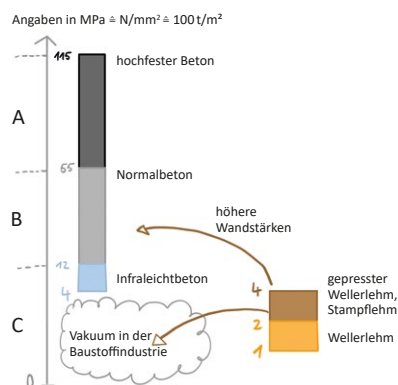 Angaben in MPa ≙ N/mm² ≙ 100 t/m²
115
hochfester Beton
A
65
Normalbeton
B
höhere
Wandstärken
12
Infraleichtbeton
4
4
gepresster
Wellerlehm,
Stampflehm
C
Vakuum in der
Baustoffindustrie
2
Wellerlehm
1
0